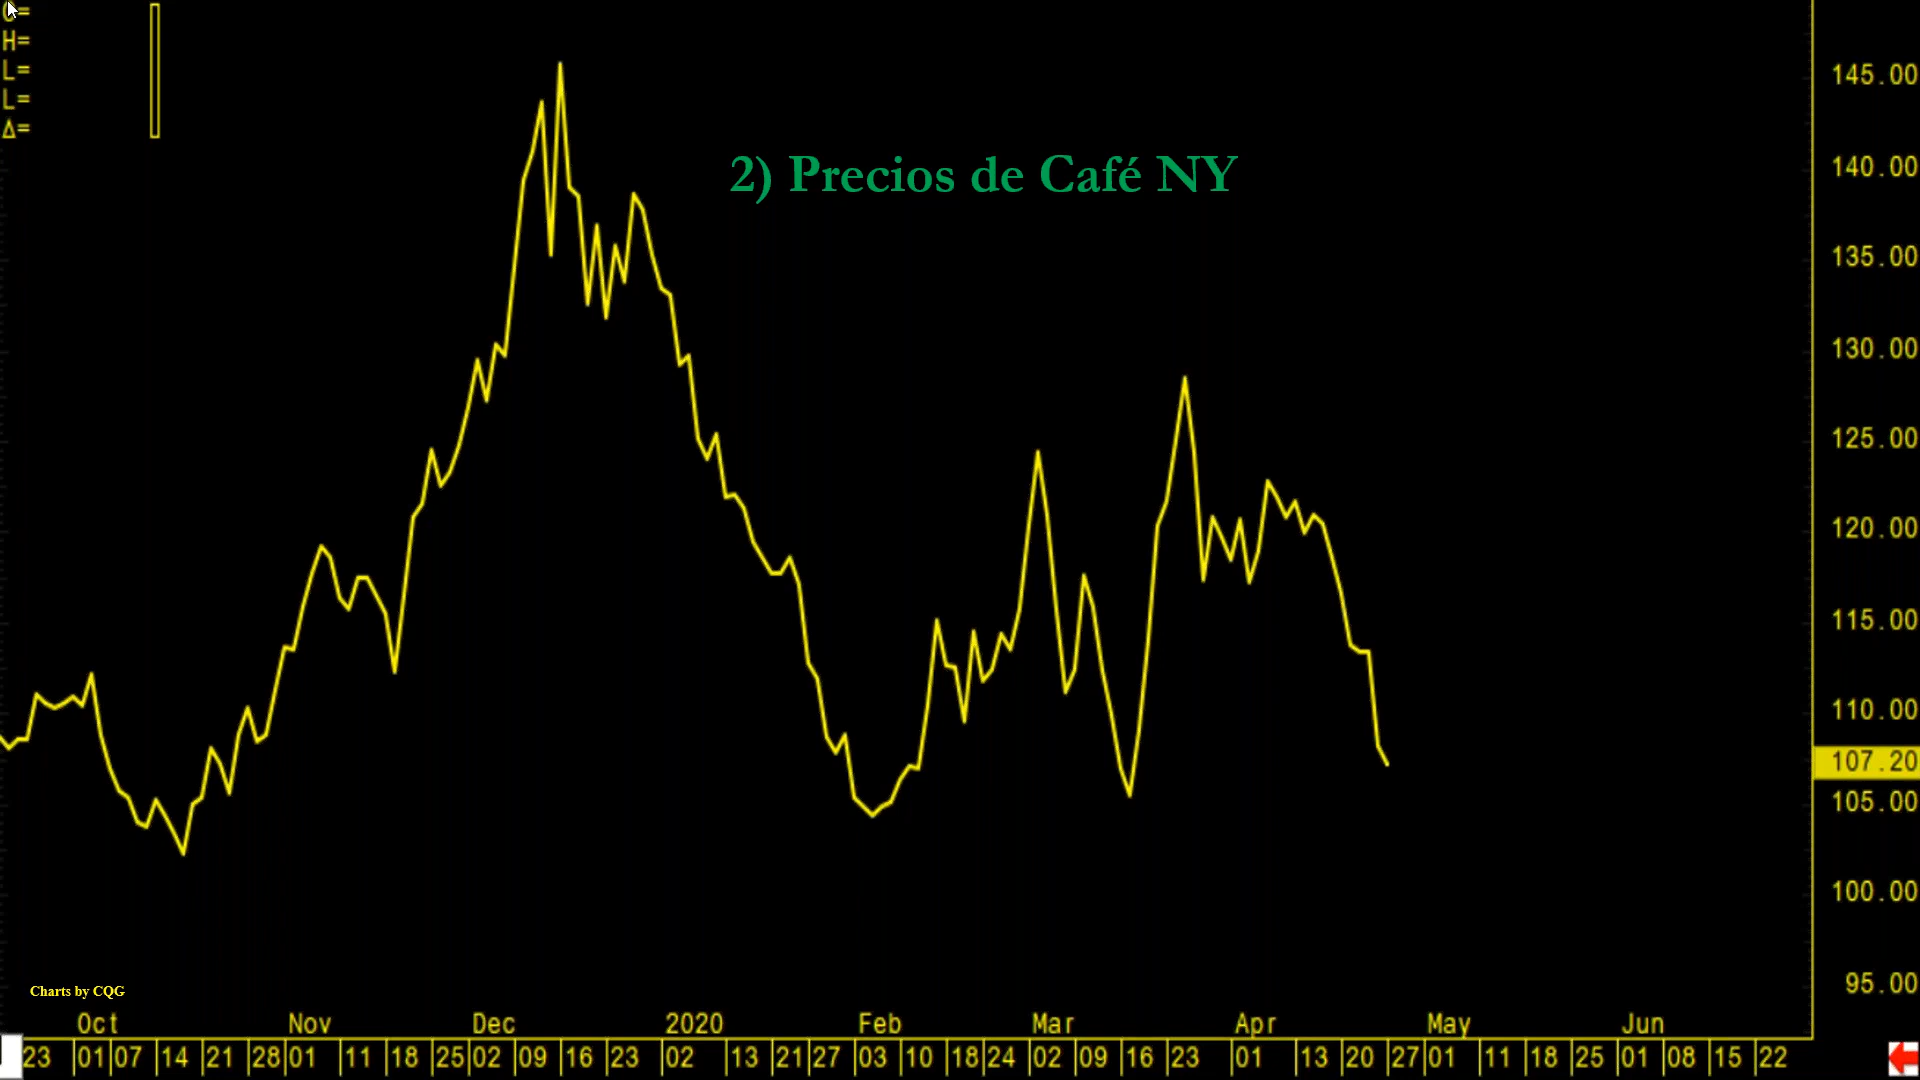 H=
L=
L=
Δ=
2) Precios de Café NY
145.00
140.00
135.00
130.00
125.00
120.00
115.00
110.00
107.20
105.00
100.00
95.00
Charts by CQG
Oct Nov Dec 2020 Feb Mar Apr May Jun
23 01 07 14 21 28 01 11 18 25 02 09 16 23 02 13 21 27 03 10 18 24 02 09 16 23 01 13 20 27 01 11 18 25 01 08 15 22